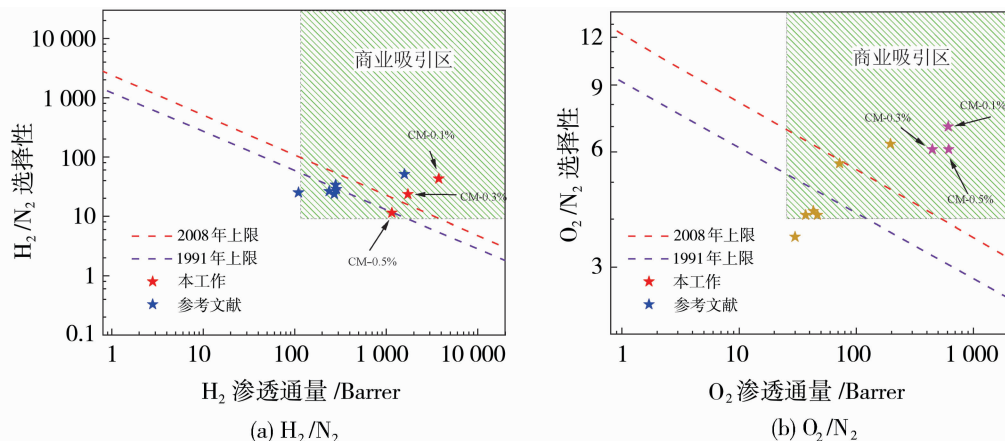 10 000
1 000
100
10
1
0.1
H₂/N₂ 选择性
商业吸引区
CM-0.1%
CM-0.3%
CM-0.5%
2008年上限
1991年上限
本工作
参考文献
1
10
100
1 000
10 000
H₂ 渗透通量 /Barrer
(a) H₂/N₂
12
9
6
3
O₂/N₂ 选择性
商业吸引区
CM-0.1%
CM-0.3%
CM-0.5%
2008年上限
1991年上限
本工作
参考文献
1
10
100
1 000
O₂ 渗透通量 /Barrer
(b) O₂/N₂